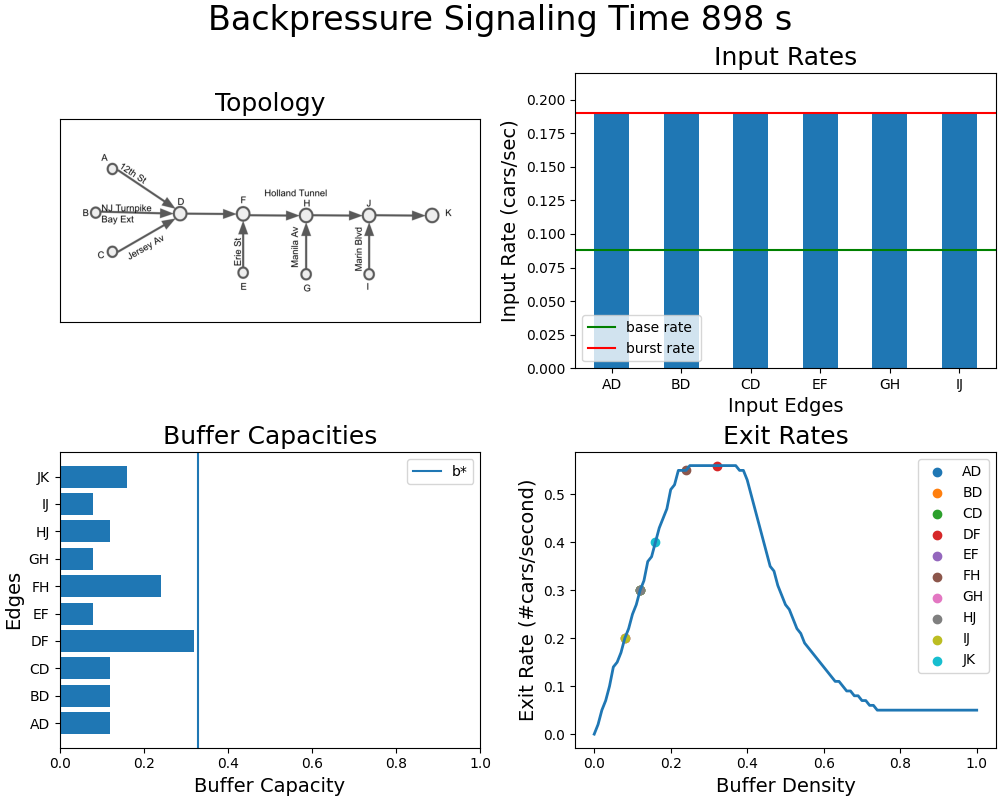 Backpressure Signaling Time 898 s
Topology
A
12th St
B
NJ Turnpike
Bay Ext
C
Jersey Av
D
F
Holland Tunnel
H
J
K
Erie St
Manila Av
Marin Blvd
E
G
I
Input Rates
Input Rate (cars/sec)
0.200
0.175
0.150
0.125
0.100
0.075
0.050
0.025
0.000
base rate
burst rate
AD BD CD EF GH IJ
Input Edges
Buffer Capacities
Edges
JK
IJ
HJ
GH
FH
EF
DF
CD
BD
AD
b*
0.0 0.2 0.4 0.6 0.8 1.0
Buffer Capacity
Exit Rates
Exit Rate (#cars/second)
0.5
0.4
0.3
0.2
0.1
0.0
AD
BD
CD
DF
EF
FH
GH
HJ
IJ
JK
0.0 0.2 0.4 0.6 0.8 1.0
Buffer Density